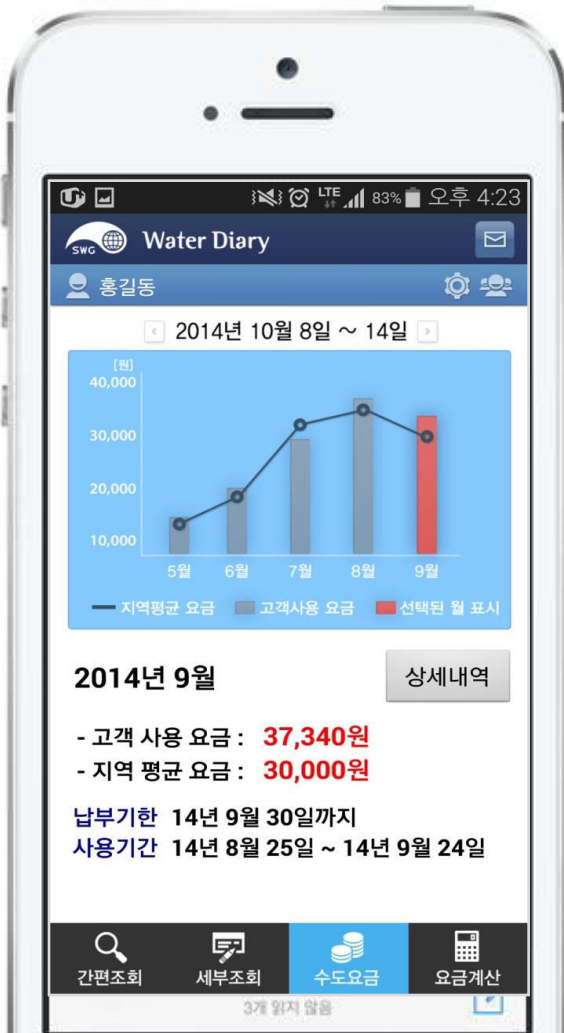 LTE 83% 오후 4:23
SWG Water Diary
홍길동
2014년 10월 8일 ~ 14일
[원]
40,000
30,000
20,000
10,000
5월 6월 7월 8월 9월
지역평균 요금 고객사용 요금 선택된 월 표시
2014년 9월 상세내역
- 고객 사용 요금 : 37,340원
- 지역 평균 요금 : 30,000원
납부기한 14년 9월 30일까지
사용기간 14년 8월 25일 ~ 14년 9월 24일
간편조회 세부조회 수도요금 요금계산
3개 읽지 않음